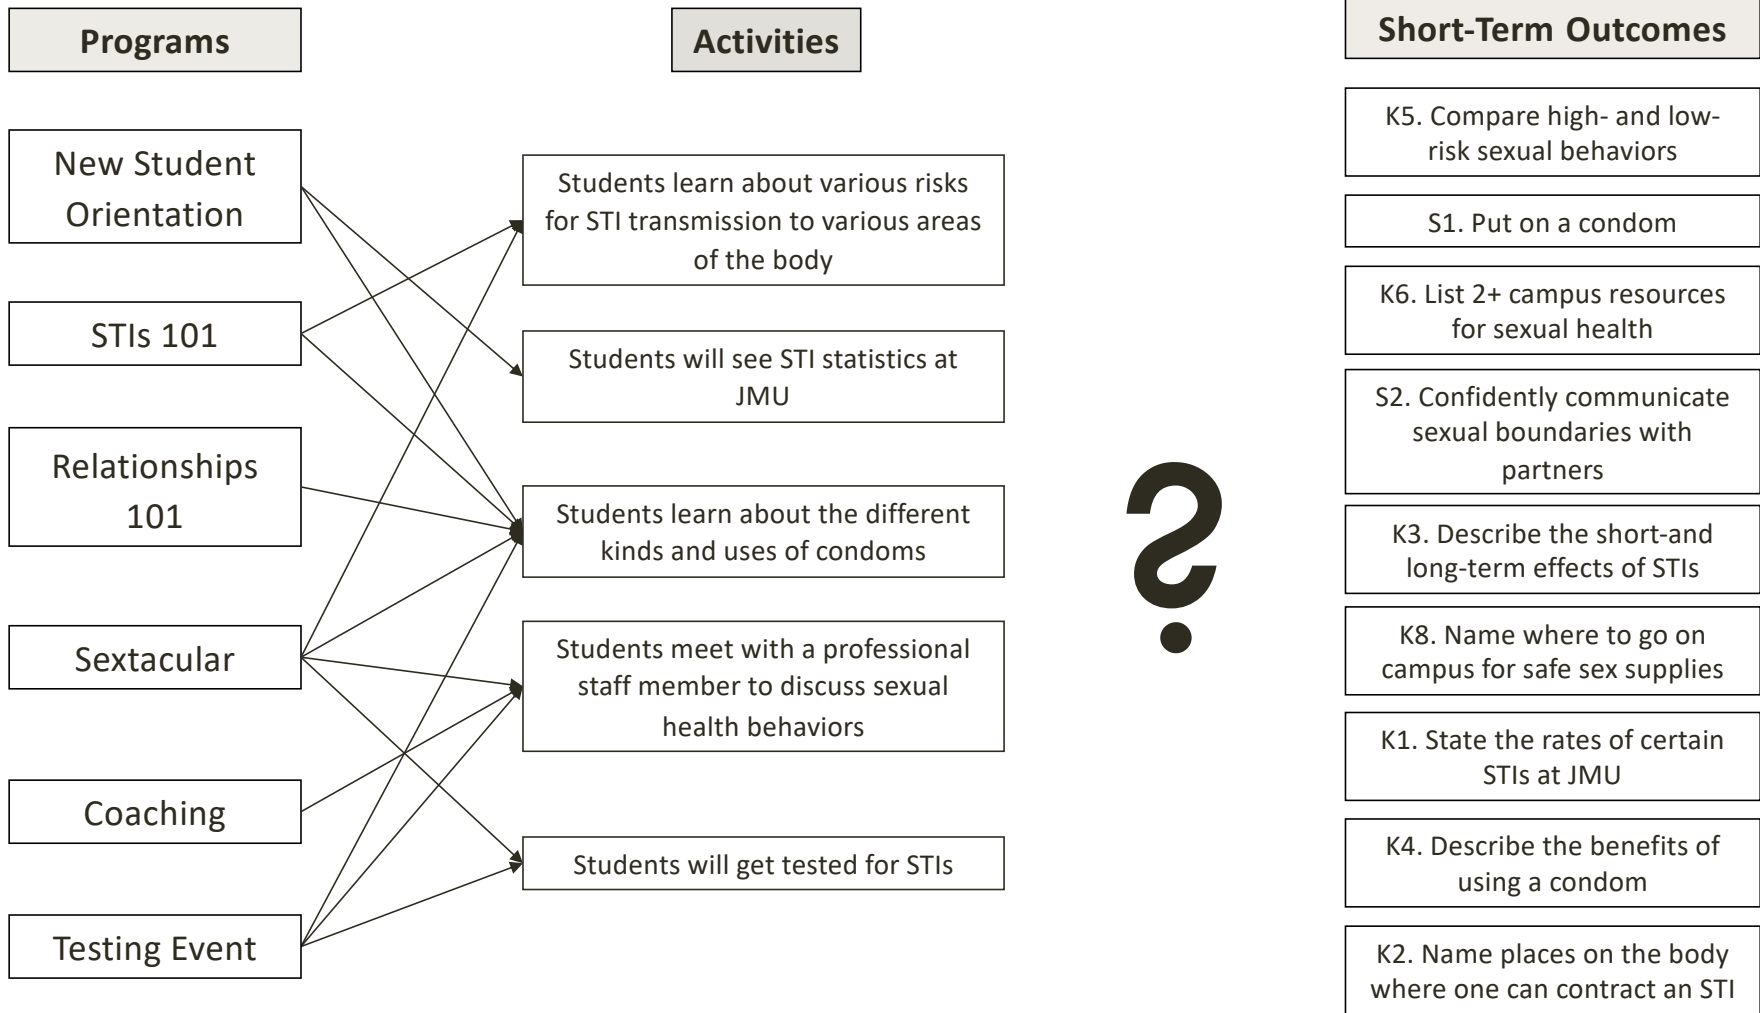 Programs
New Student
Orientation
STIs 101
Relationships
101
Sextacular
Coaching
Testing Event
Activities
Students learn about various risks
for STI transmission to various areas
of the body
Students will see STI statistics at
JMU
Students learn about the different
kinds and uses of condoms
Students meet with a professional
staff member to discuss sexual
health behaviors
Students will get tested for STIs
?
Short-Term Outcomes
K5. Compare high- and low-
risk sexual behaviors
S1. Put on a condom
K6. List 2+ campus resources
for sexual health
S2. Confidently communicate
sexual boundaries with
partners
K3. Describe the short-and
long-term effects of STIs
K8. Name where to go on
campus for safe sex supplies
K1. State the rates of certain
STIs at JMU
K4. Describe the benefits of
using a condom
K2. Name places on the body
where one can contract an STI